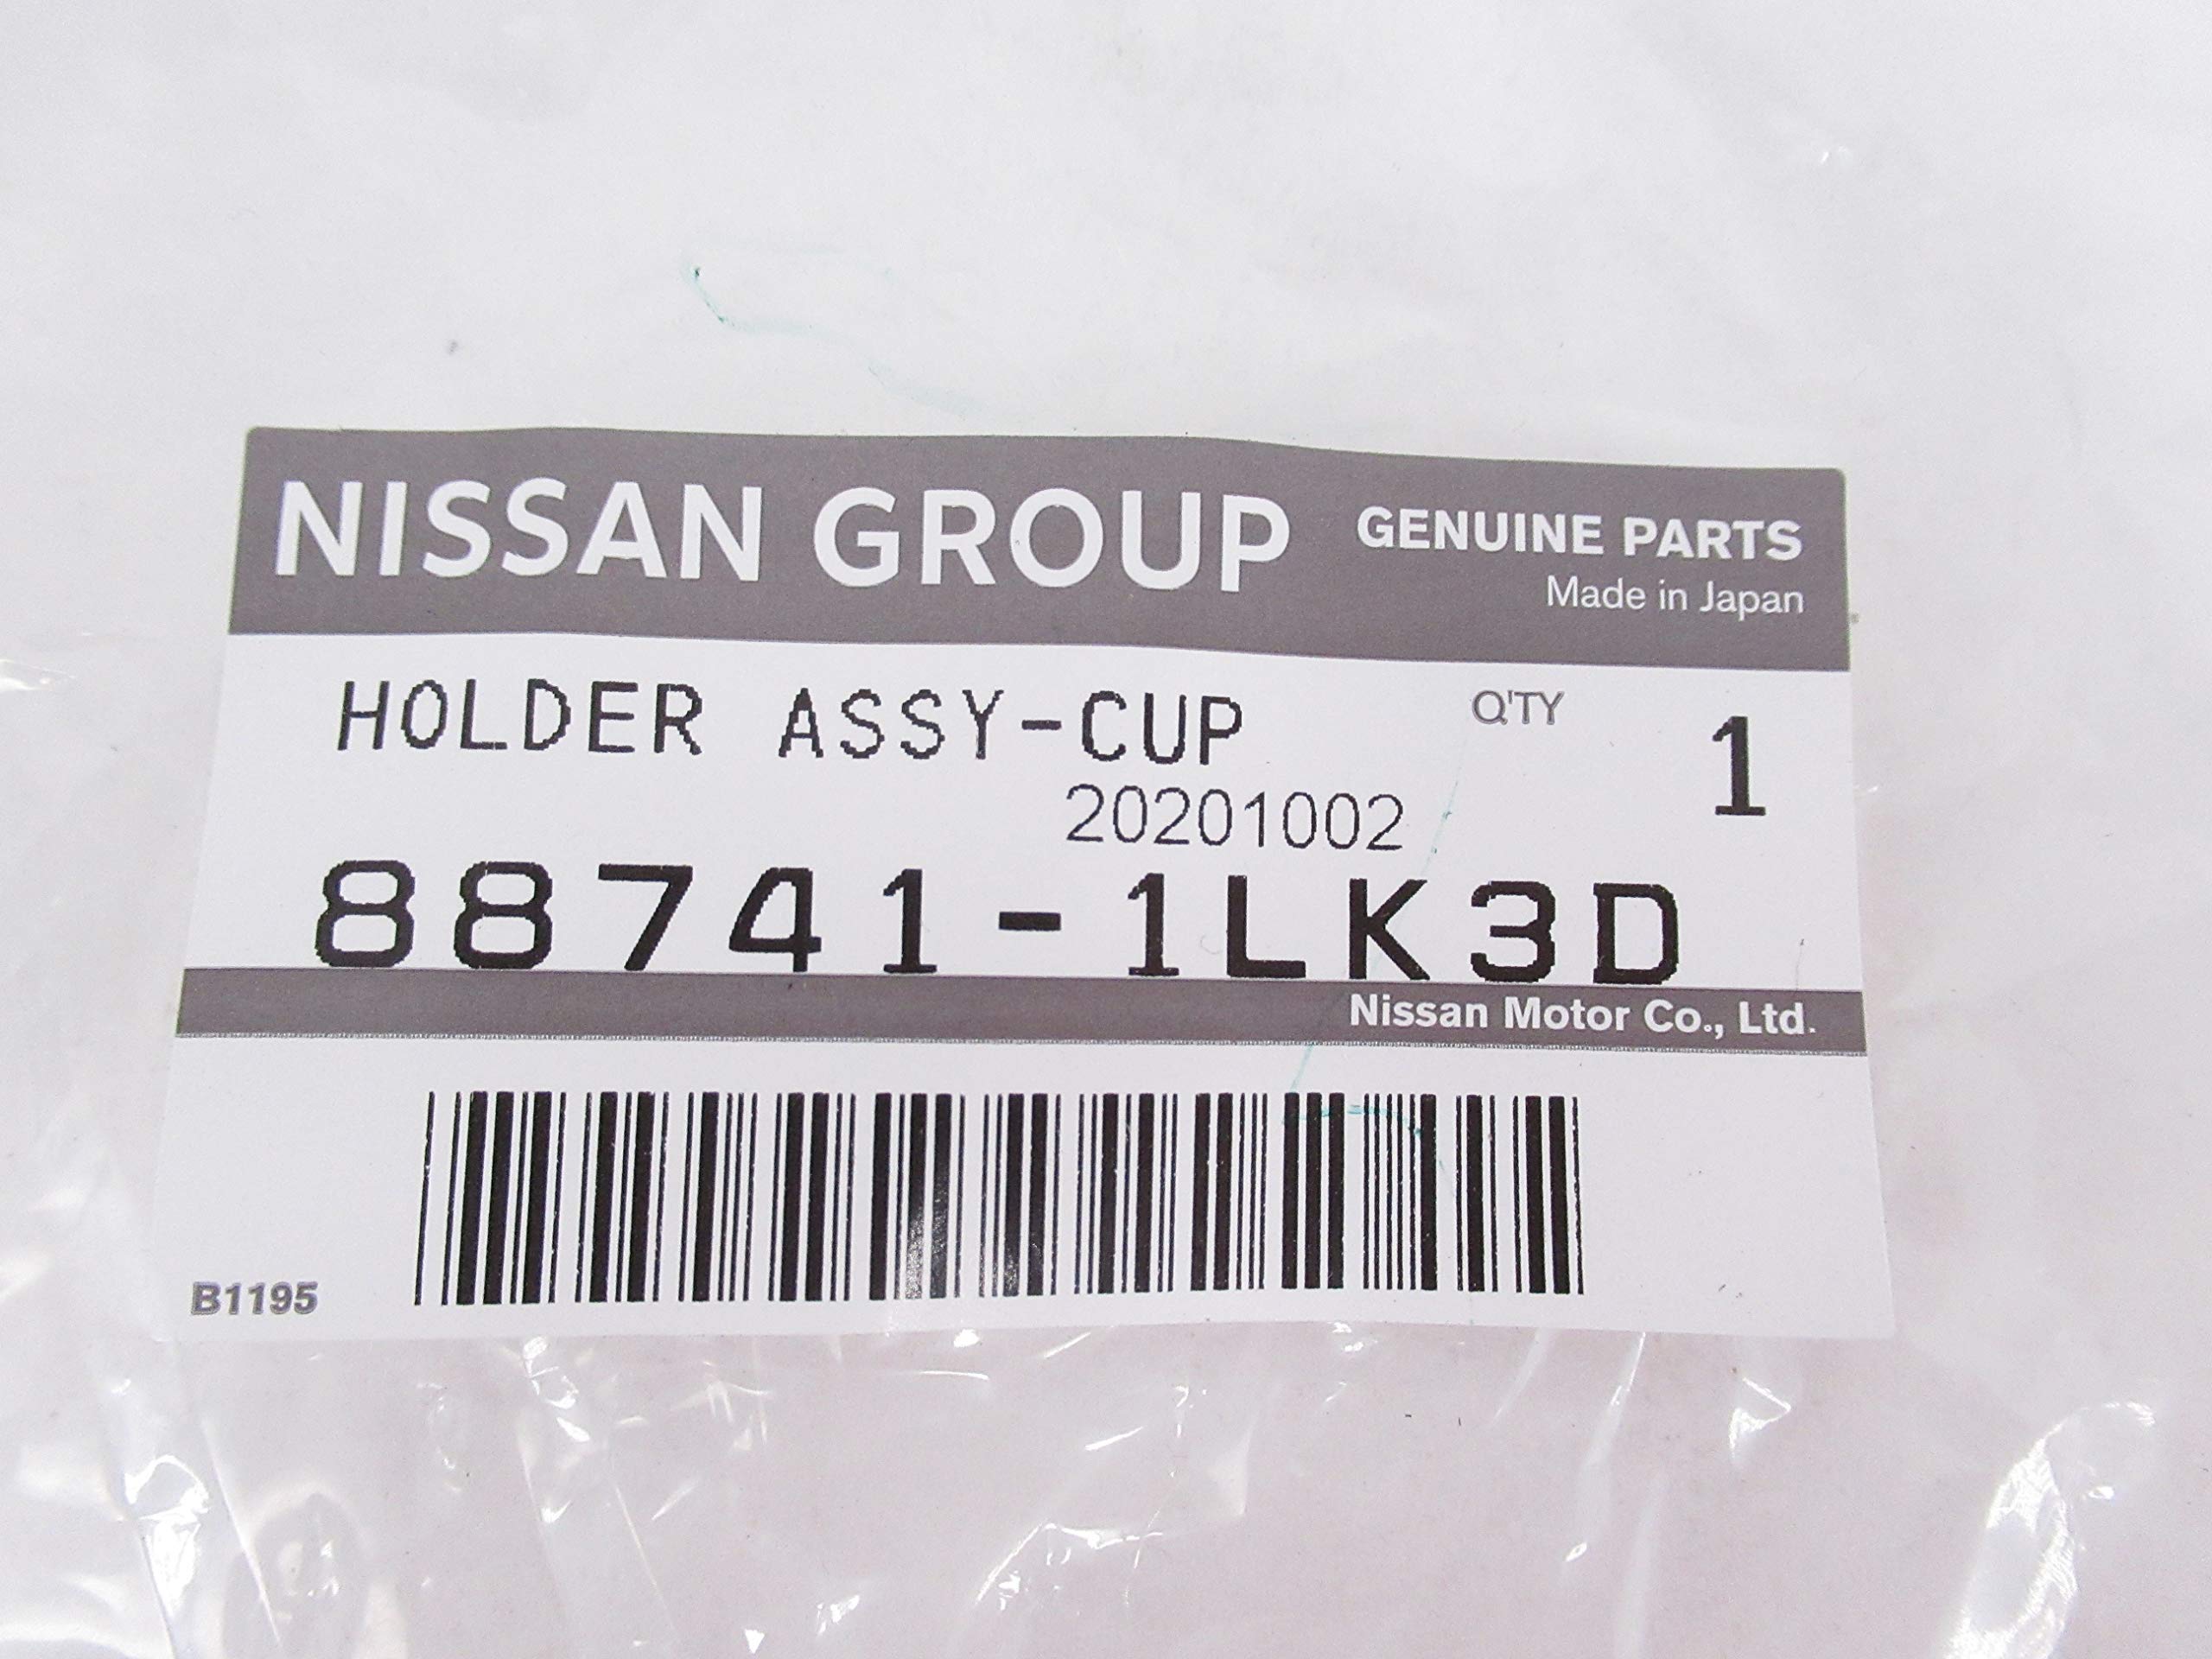 NISSAN GROUP GENUINE PARTS
Made in Japan
HOLDER ASSY-CUP Q'TY 1
20201002
88741-1LK3D
Nissan Motor Co., Ltd.
B1195